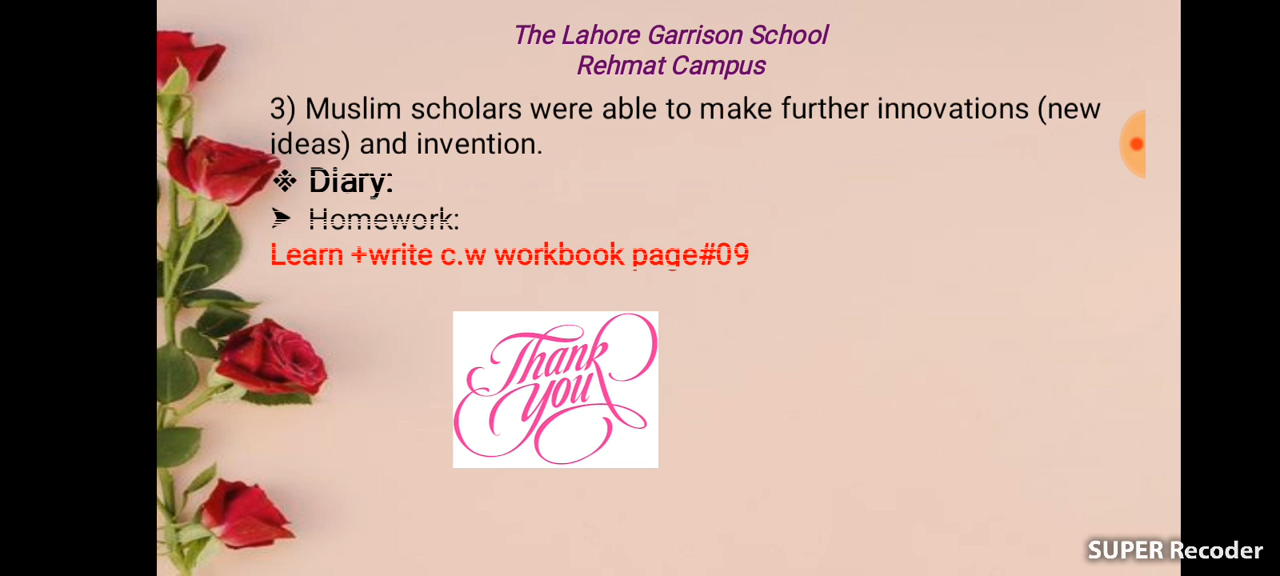 The Lahore Garrison School
Rehmat Campus
3) Muslim scholars were able to make further innovations (new
ideas) and invention.
❖ Diary:
➤ Homework:
Learn +write c.w workbook page#09
Thank
You
SUPER Recoder